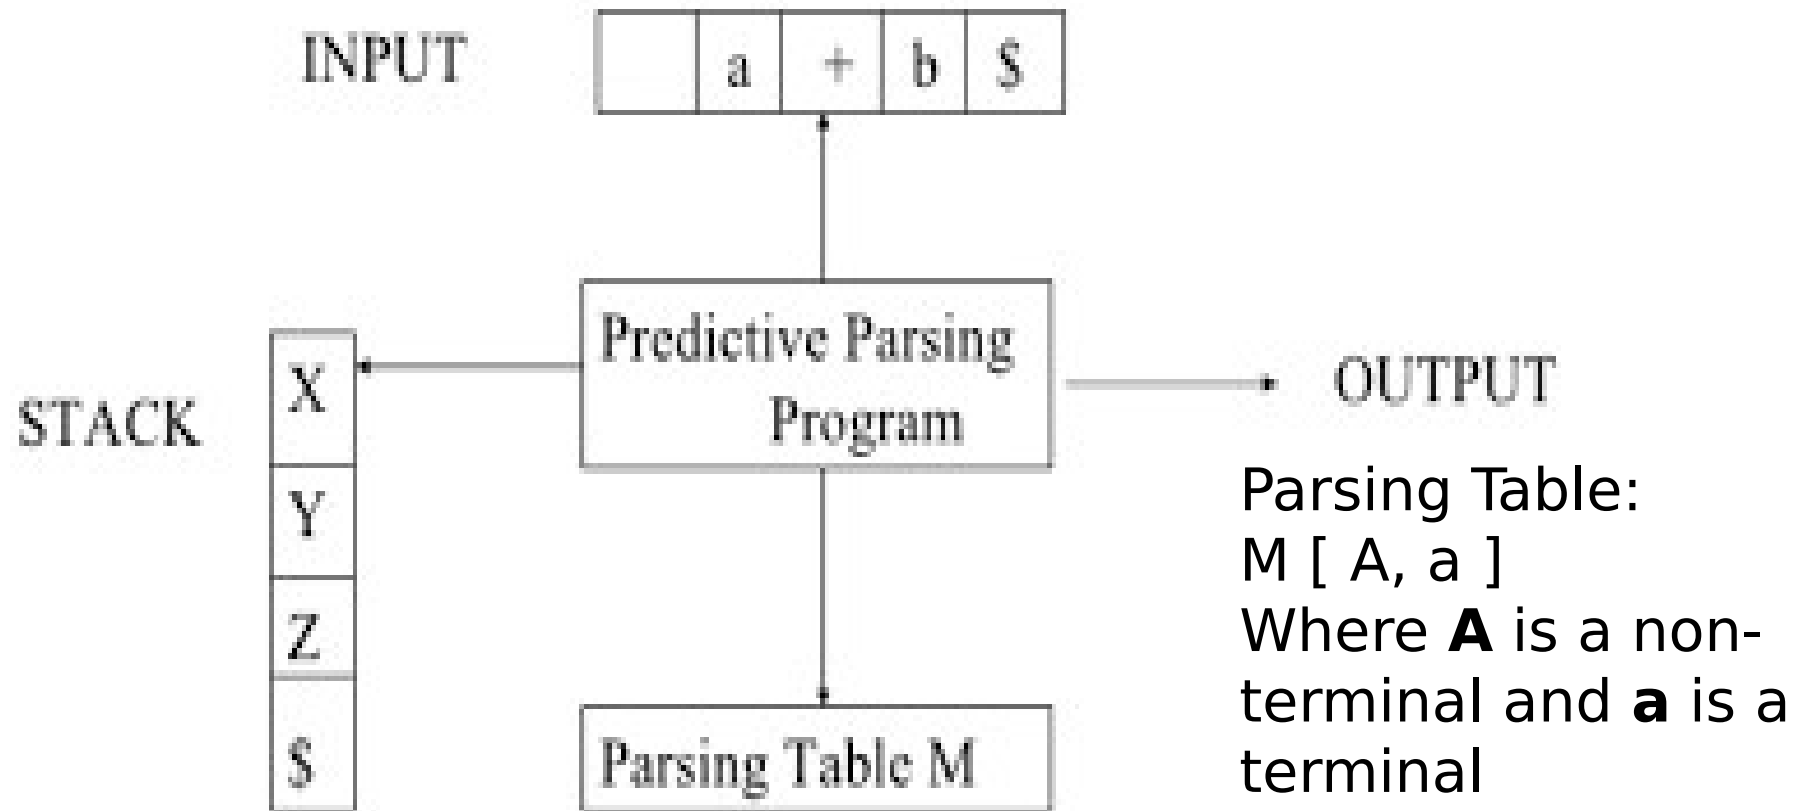 INPUT
a + b $
Predictive Parsing
Program
STACK
X
Y
Z
$
OUTPUT
Parsing Table M
Parsing Table:
M [ A, a ]
Where A is a non-
terminal and a is a
terminal